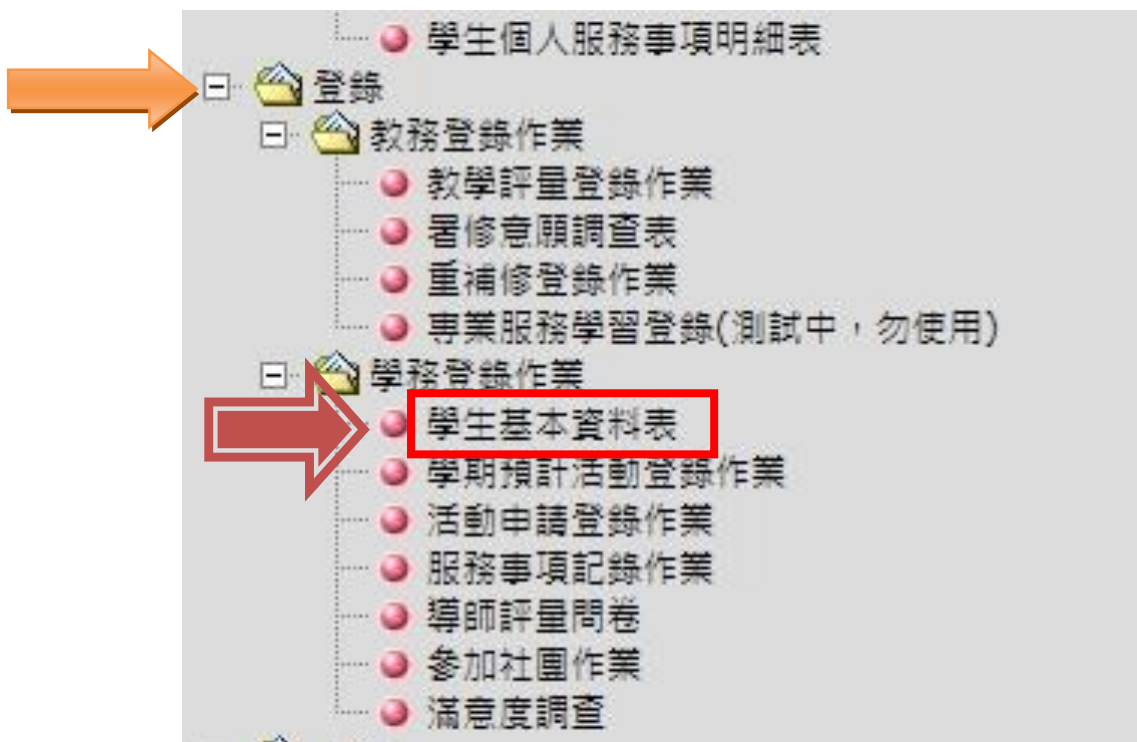 學生個人服務事項明細表
登錄
教務登錄作業
教學評量登錄作業
暑修意願調查表
重補修登錄作業
專業服務學習登錄(測試中，勿使用)
學務登錄作業
學生基本資料表
學期預計活動登錄作業
活動申請登錄作業
服務事項記錄作業
導師評量問卷
參加社團作業
滿意度調查